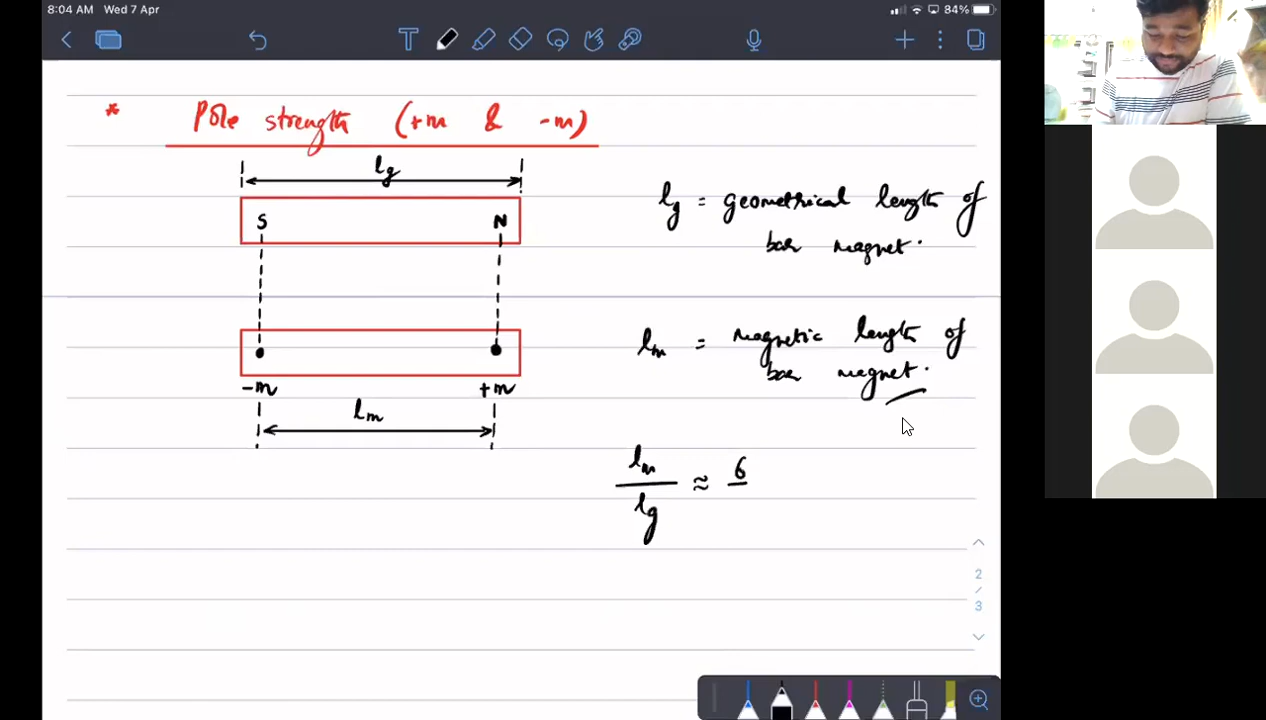 8:04 AM Wed 7 Apr
84%
T
* Pole strength (+m & -m)
lg
S N
lg = geometrical length of
bar magnet.
lm = magnetic length of
bar magnet.
-m +m
lm
lm
— ≈ 6
lg
2
/
3